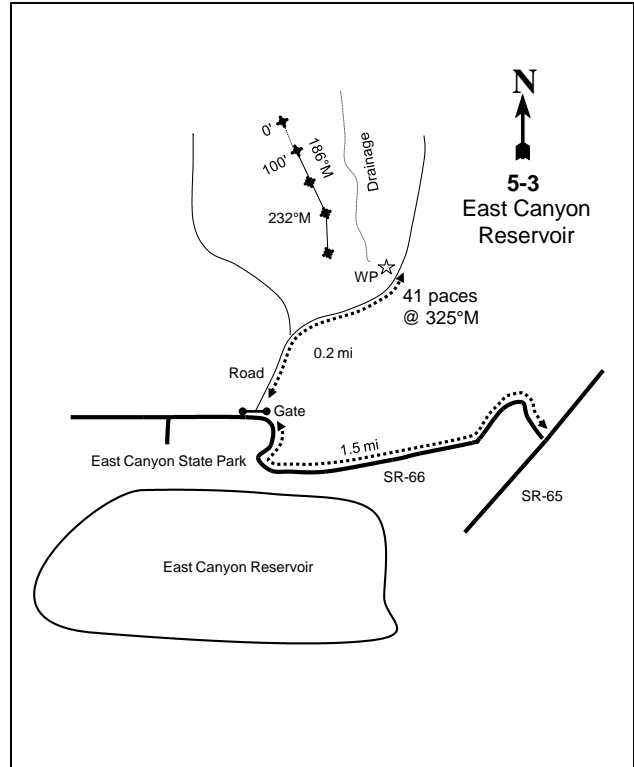 N
5-3
East Canyon
Reservoir
0'
186°M
100'
Drainage
232°M
WP
41 paces
@ 325°M
0.2 mi
Road
Gate
1.5 mi
East Canyon State Park
SR-66
SR-65
East Canyon Reservoir